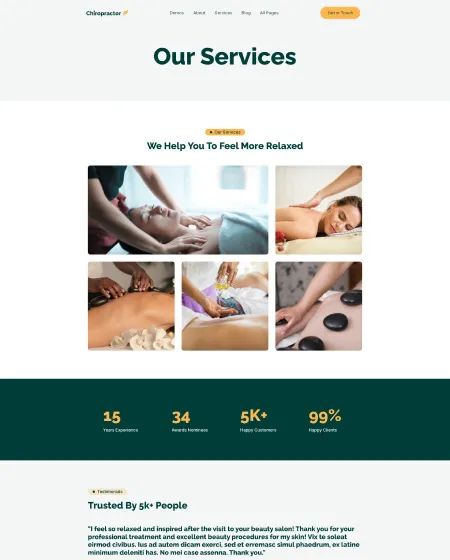 Chiropractor
Demos About Services Blog All Pages
Get In Touch
Our Services
Our Services
We Help You To Feel More Relaxed
15 34 5K+ 99%
Years Experience Awards Nominees Happy Customers Happy Clients
Testimonials
Trusted By 5k+ People
"I feel so relaxed and inspired after the visit to your beauty salon! Thank you for your
professional treatment and excellent beauty procedures for my skin! Vix te soleat
eirmod civibus, ius ad autem dicam exerci, sed et erremasc simul phaedrum, ex latine
minimum deleniti has. No mei case assenna. Thank you."